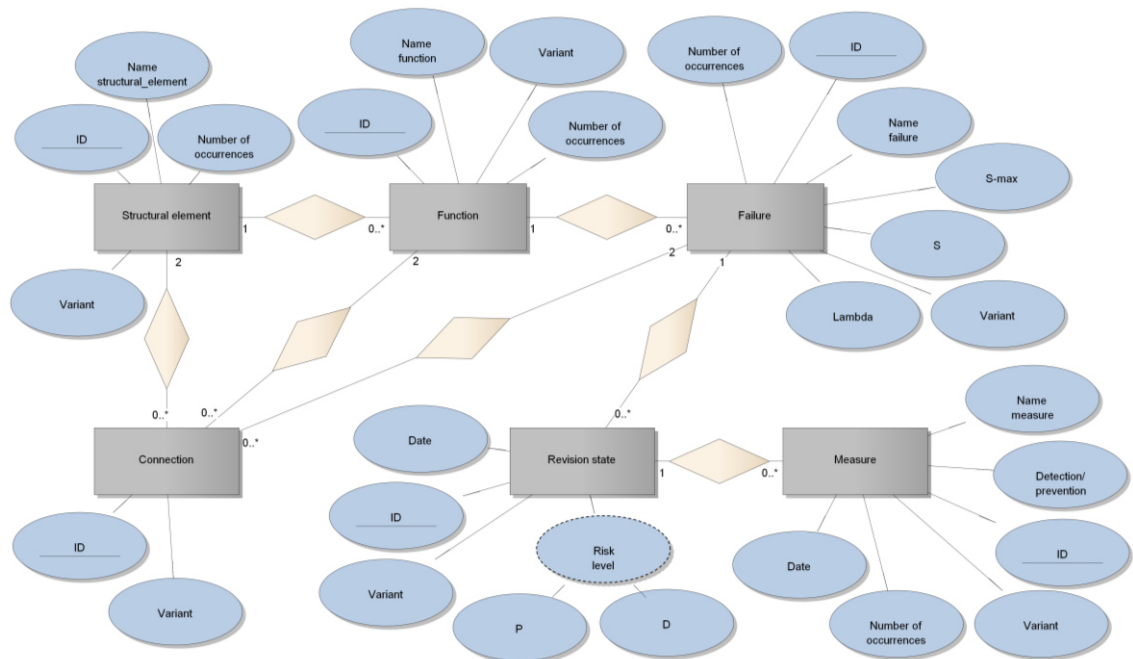 Name
structural_element
ID
Number of
occurrences
Structural element
Variant
Name
function
Variant
ID
Number of
occurrences
Function
Number of
occurrences
ID
Name
failure
S-max
S
Variant
Lambda
Failure
1
0..*
1
0..*
2
2
2
1
0..*
0..*
0..*
0..*
Connection
ID
Variant
Date
ID
Variant
Risk
level
P
D
Revision state
1
0..*
Measure
Name
measure
Detection/
prevention
ID
Variant
Number of
occurrences
Date